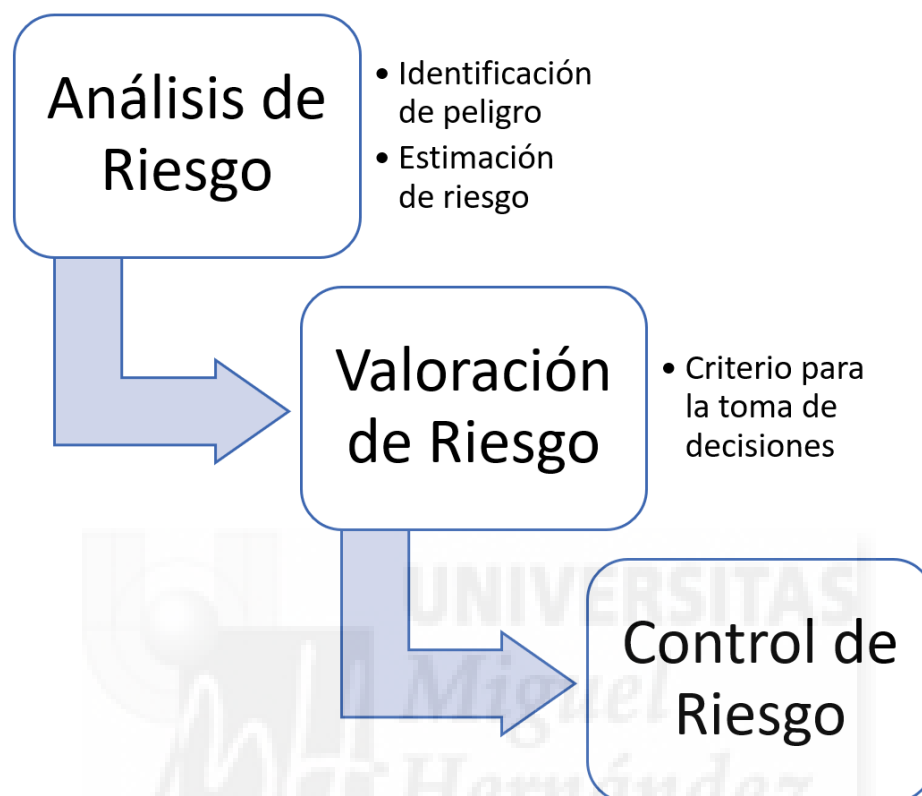 Análisis de
Riesgo
• Identificación
de peligro
• Estimación
de riesgo
Valoración
de Riesgo
• Criterio para
la toma de
decisiones
Control de
Riesgo
UNIVERSITAS
Miguel
Hernández